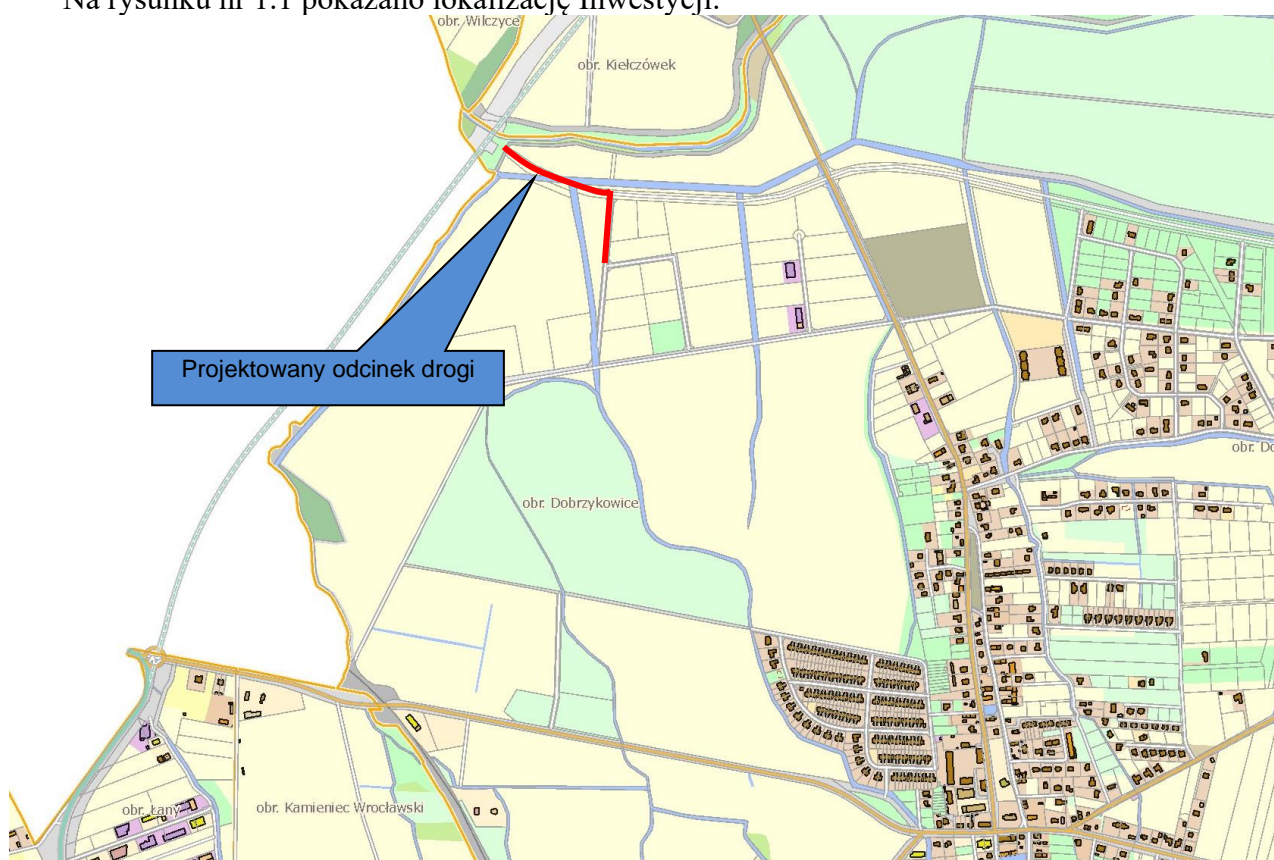 Na rysunku nr 1.1 pokazano lokalizację Inwestycji.
obr. Wilczyce
obr. Kiełczówek
Projektowany odcinek drogi
obr. Do
obr. Dobrzykowice
obr. Łany
obr. Kamieniec Wrocławski